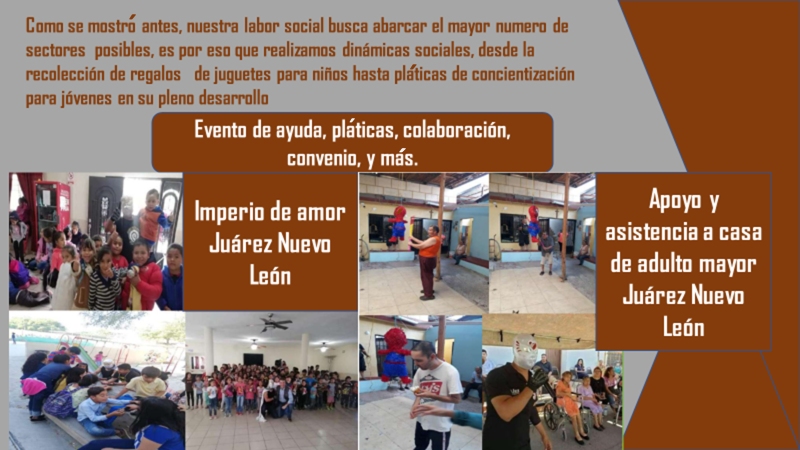 Como se mostró antes, nuestra labor social busca abarcar el mayor numero de
sectores posibles, es por eso que realizamos dinámicas sociales, desde la
recolección de regalos de juguetes para niños hasta pláticas de concientización
para jóvenes en su pleno desarrollo
Evento de ayuda, pláticas, colaboración,
convenio, y más.
Imperio de amor
Juárez Nuevo
León
Apoyo y
asistencia a casa
de adulto mayor
Juárez Nuevo
León